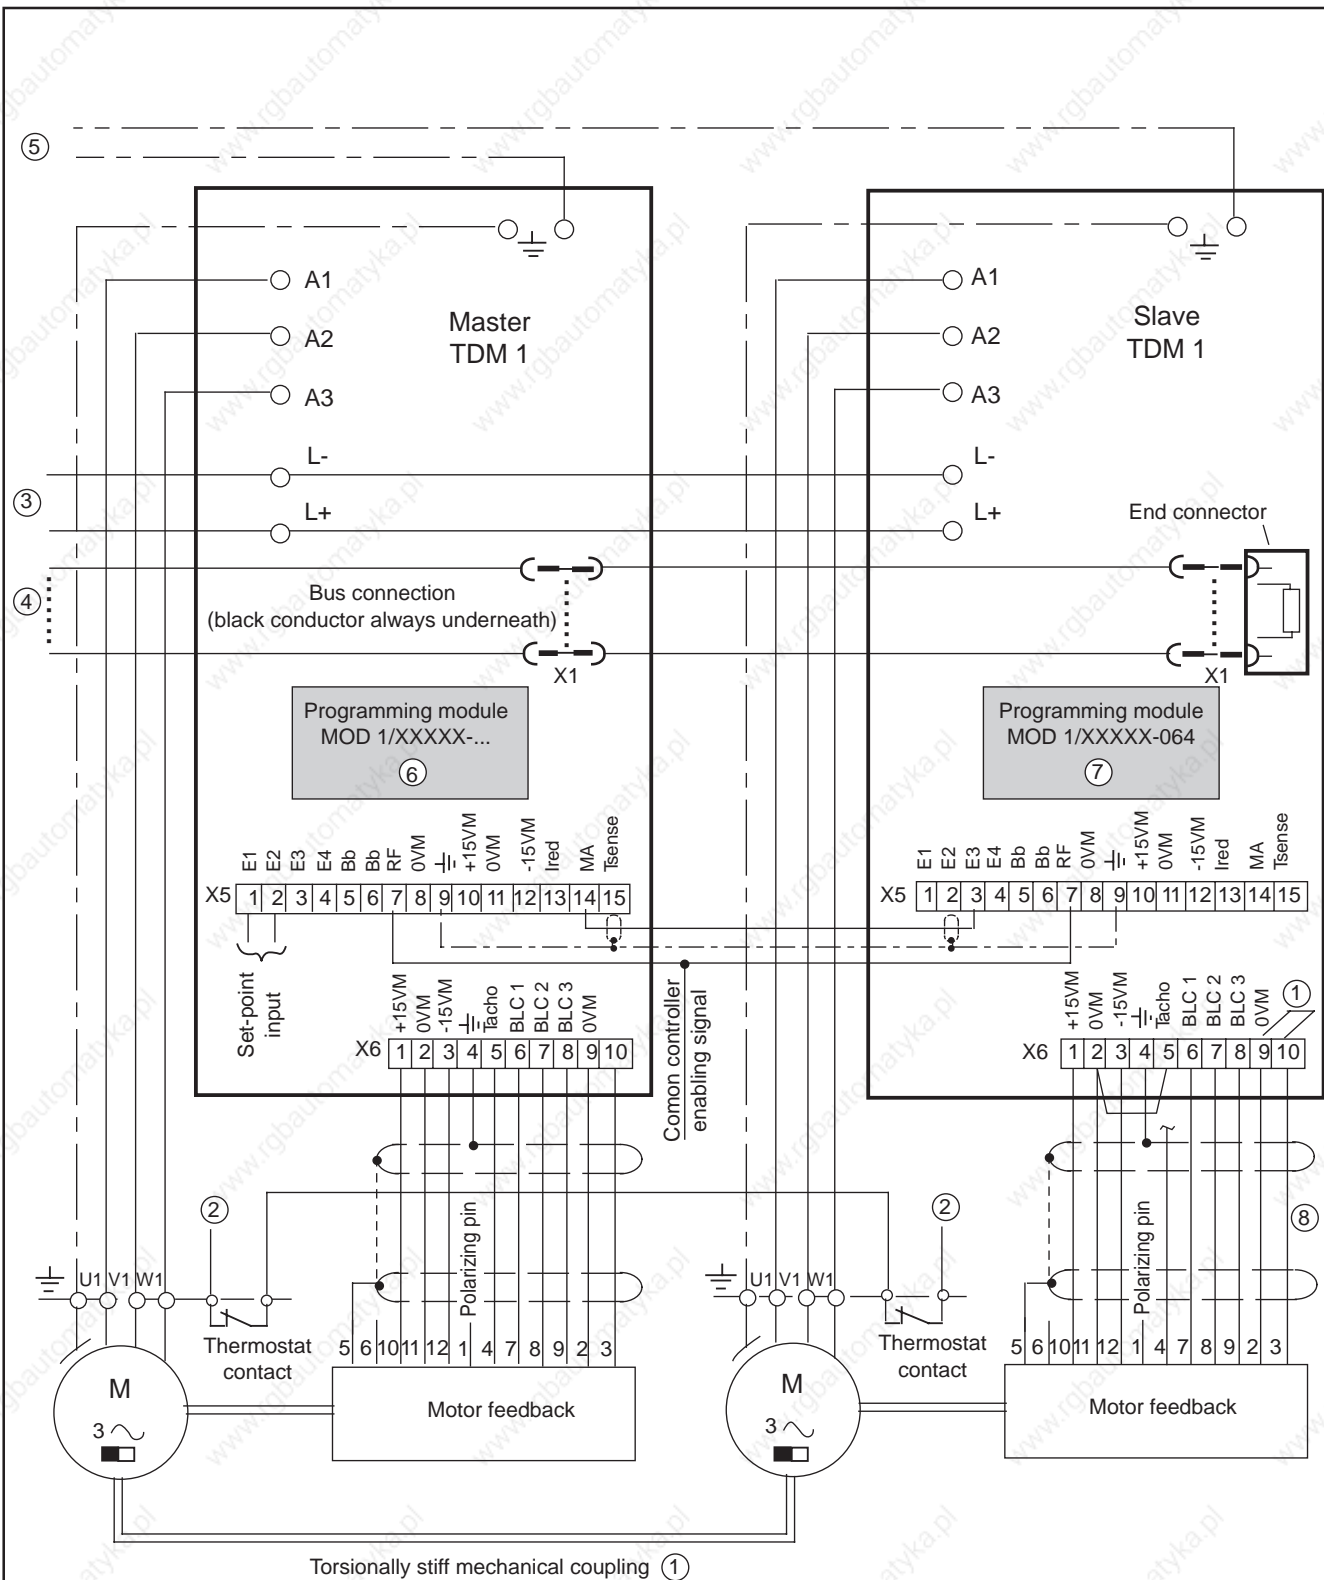 5
A1
Master
TDM 1
A2
A3
L-
L+
3
4
Bus connection
(black conductor always underneath)
X1
Programming module
MOD 1/XXXXX-...
6
A1
Slave
TDM 1
A2
A3
L-
L+
End connector
X1
Programming module
MOD 1/XXXXX-064
7
E1 E2 E3 E4 Bb Bb RF 0VM +15VM 0VM -15VM Ired MA Tsense
X5 1 2 3 4 5 6 7 8 9 10 11 12 13 14 15
E1 E2 E3 E4 Bb Bb RF 0VM +15VM 0VM -15VM Ired MA Tsense
X5 1 2 3 4 5 6 7 8 9 10 11 12 13 14 15
Set-point
input
+15VM 0VM -15VM Tacho BLC 1 BLC 2 BLC 3 0VM
X6 1 2 3 4 5 6 7 8 9 10
Comon controller
enabling signal
+15VM 0VM -15VM Tacho BLC 1 BLC 2 BLC 3 0VM
1
X6 1 2 3 4 5 6 7 8 9 10
2
Polarizing pin
2
Polarizing pin
8
U1 V1 W1
Thermostat
contact
5 6 10 11 12 1 4 7 8 9 2 3
M
3
Motor feedback
U1 V1 W1
Thermostat
contact
5 6 10 11 12 1 4 7 8 9 2 3
M
3
Motor feedback
Torsionally stiff mechanical coupling 1
www.rgbautomatyka.pl